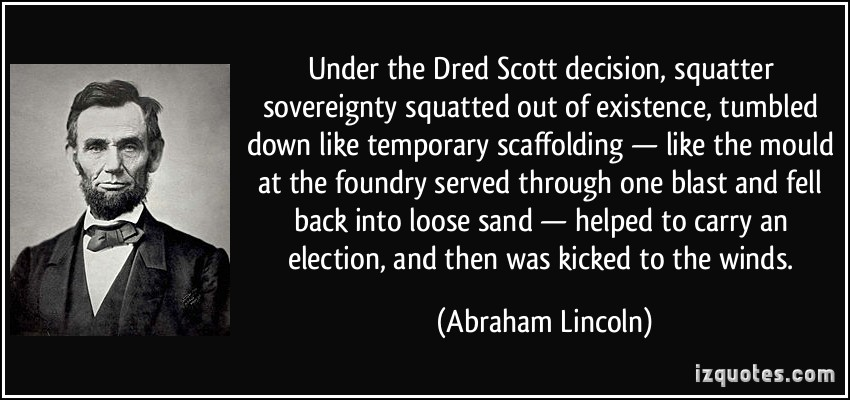 Under the Dred Scott decision, squatter
sovereignty squatted out of existence, tumbled
down like temporary scaffolding — like the mould
at the foundry served through one blast and fell
back into loose sand — helped to carry an
election, and then was kicked to the winds.
(Abraham Lincoln)
izquotes.com